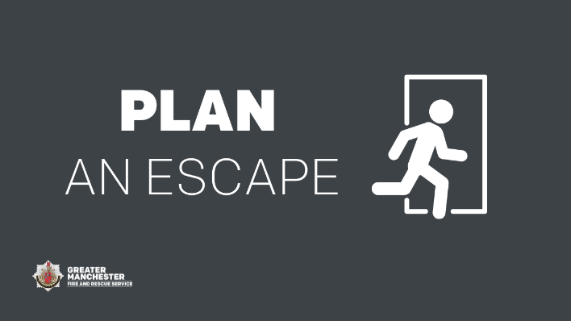 PLAN
AN ESCAPE
GREATER
MANCHESTER
FIRE AND RESCUE SERVICE